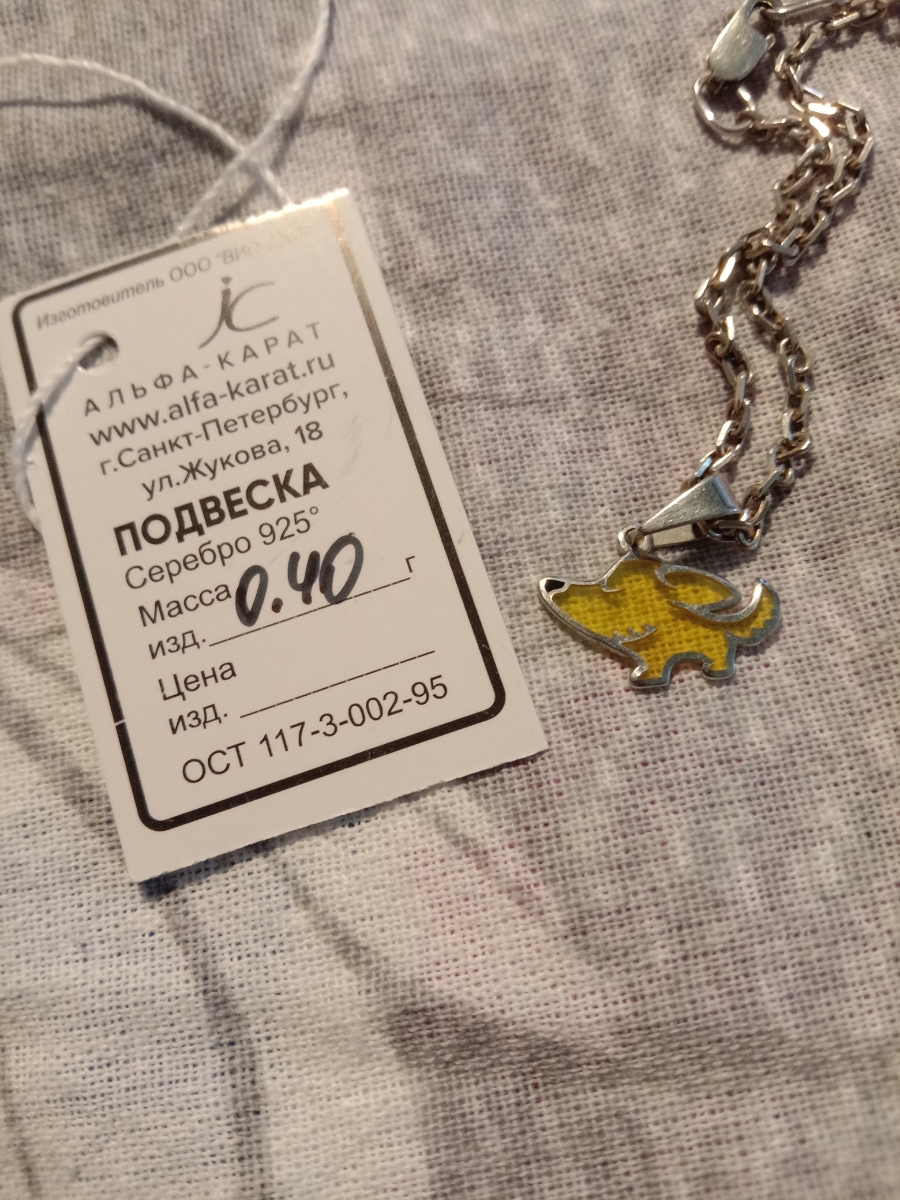 Изготовитель ООО
АЛЬФА-КАРАТ
www.alfa-karat.ru
г.Санкт-Петербург,
ул.Жукова, 18
ПОДВЕСКА
Серебро 925°
Масса 0.40 г
изд.
Цена
изд.
ОСТ 117-3-002-95